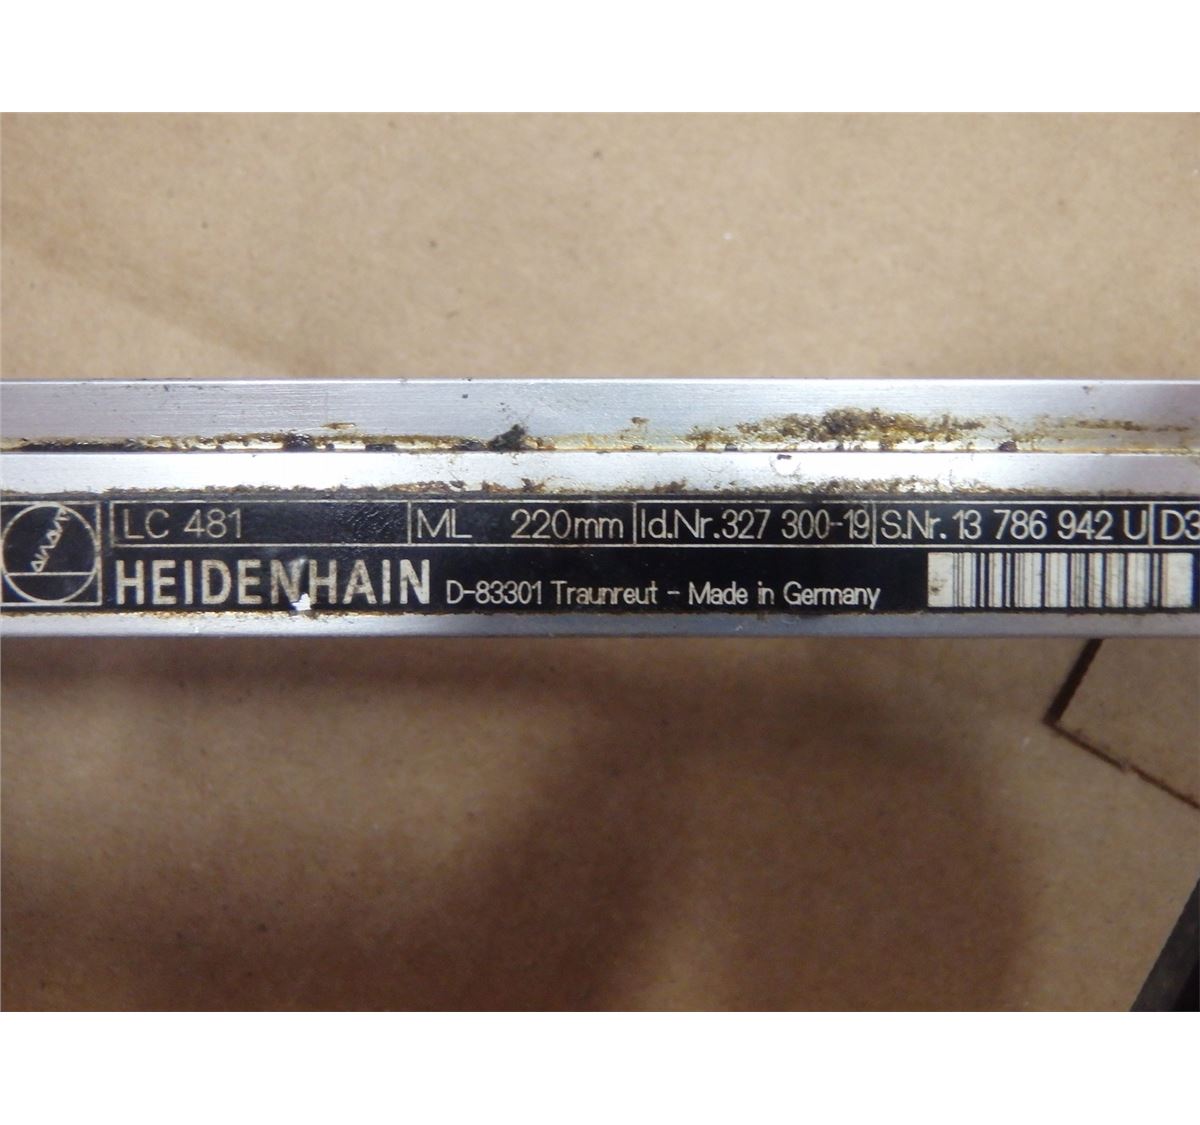 LC 481 ML 220mm Id.Nr.327 300-19 S.Nr. 13 786 942 U D3
HEIDENHAIN D-83301 Traunreut - Made in Germany